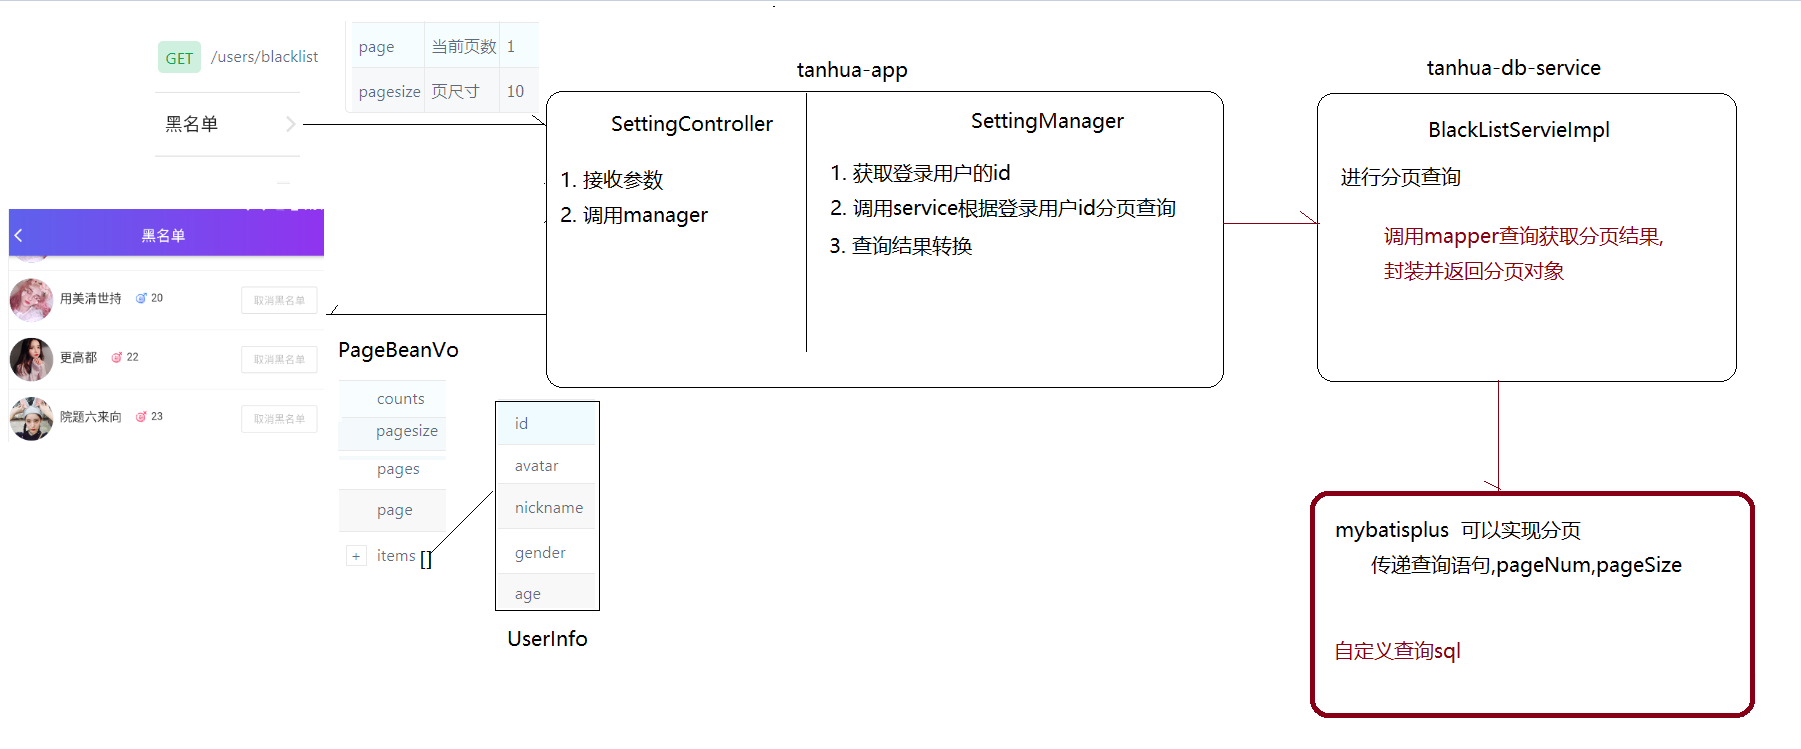 GET /users/blacklist
page 当前页数 1
pagesize 页尺寸 10
黑名单
tanhua-app
SettingController
1. 接收参数
2. 调用manager
SettingManager
1. 获取登录用户的id
2. 调用service根据登录用户id分页查询
3. 查询结果转换
tanhua-db-service
BlackListServieImpl
进行分页查询
调用mapper查询获取分页结果,
封装并返回分页对象
黑名单
用美清世持 20 取消黑名单
更高都 22 取消黑名单
院题六来向 23 取消黑名单
PageBeanVo
counts
pagesize
pages
page
+ items []
id
avatar
nickname
gender
age
UserInfo
mybatisplus 可以实现分页
传递查询语句,pageNum,pageSize
自定义查询sql